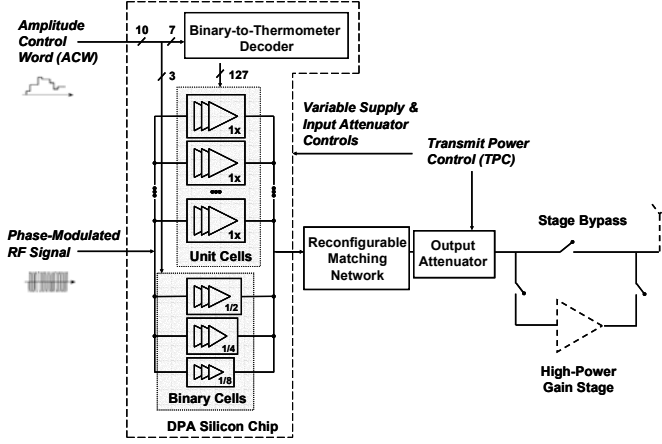 Amplitude
Control
Word (ACW)
10
7
Binary-to-Thermometer
Decoder
3
127
1x
1x
1x
Unit Cells
Variable Supply &
Input Attenuator
Controls
Transmit Power
Control (TPC)
Phase-Modulated
RF Signal
Reconfigurable
Matching
Network
Output
Attenuator
Stage Bypass
1/2
1/4
1/8
Binary Cells
High-Power
Gain Stage
DPA Silicon Chip